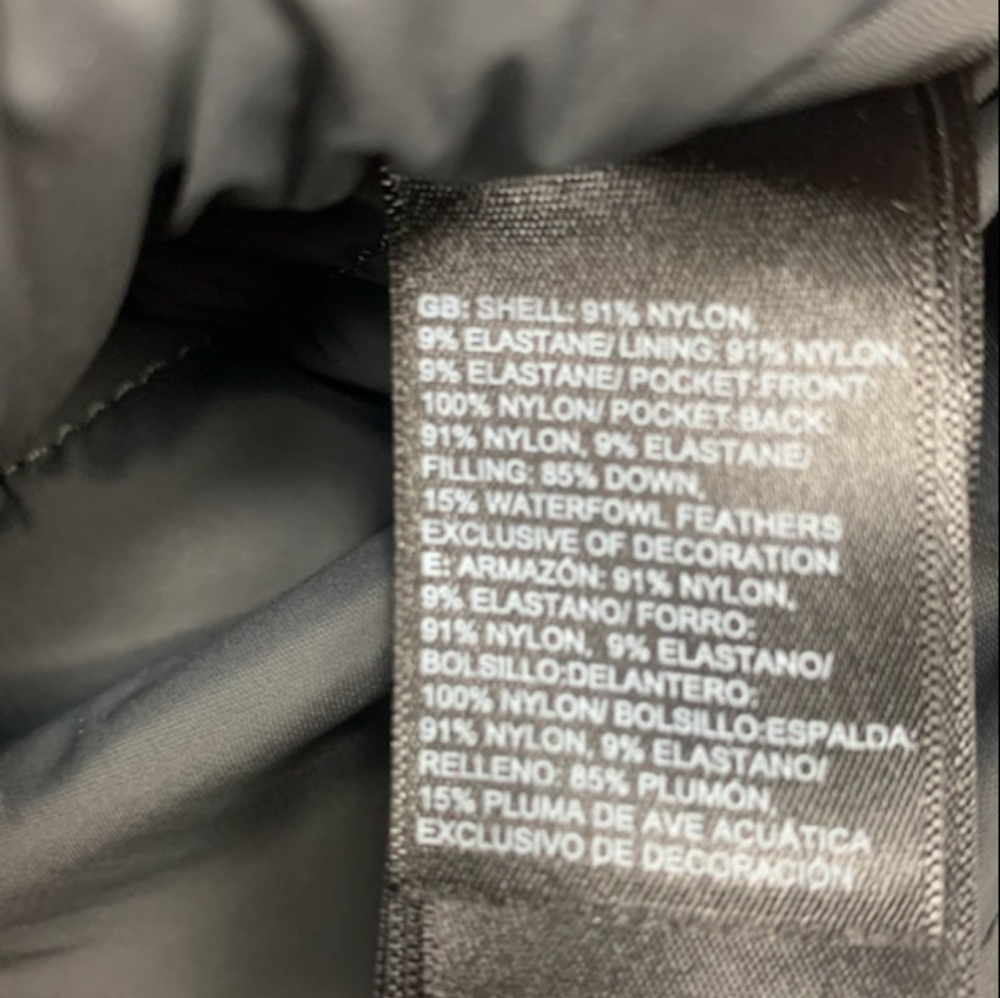 GB: SHELL: 91% NYLON,
9% ELASTANE/ LINING: 91% NYLON,
9% ELASTANE/ POCKET:FRONT:
100% NYLON/ POCKET:BACK:
91% NYLON, 9% ELASTANE/
FILLING: 85% DOWN,
15% WATERFOWL FEATHERS
EXCLUSIVE OF DECORATION
E: ARMAZÓN: 91% NYLON,
9% ELASTANO/ FORRO:
91% NYLON, 9% ELASTANO/
BOLSILLO:DELANTERO:
100% NYLON/ BOLSILLO:ESPALDA:
91% NYLON, 9% ELASTANO/
RELLENO: 85% PLUMÓN,
15% PLUMA DE AVE ACUÁTICA
EXCLUSIVO DE DECORACIÓN